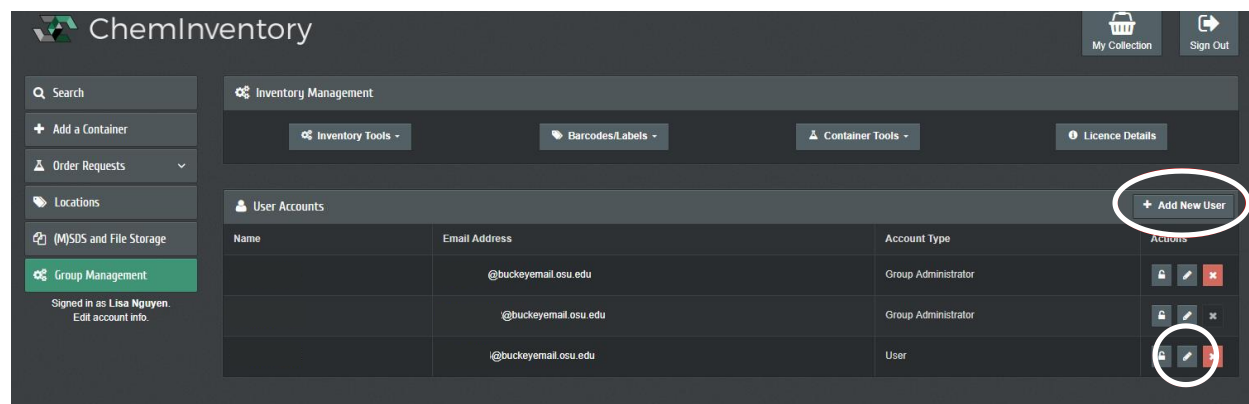 ChemInventory
My Collection
Sign Out
Search
Add a Container
Order Requests
Locations
(M)SDS and File Storage
Group Management
Signed in as Lisa Nguyen.
Edit account info.
Inventory Management
Inventory Tools
Barcodes/Labels
Container Tools
Licence Details
User Accounts
+ Add New User
Name Email Address Account Type Actions
@buckeyemail.osu.edu Group Administrator
@buckeyemail.osu.edu Group Administrator
@buckeyemail.osu.edu User